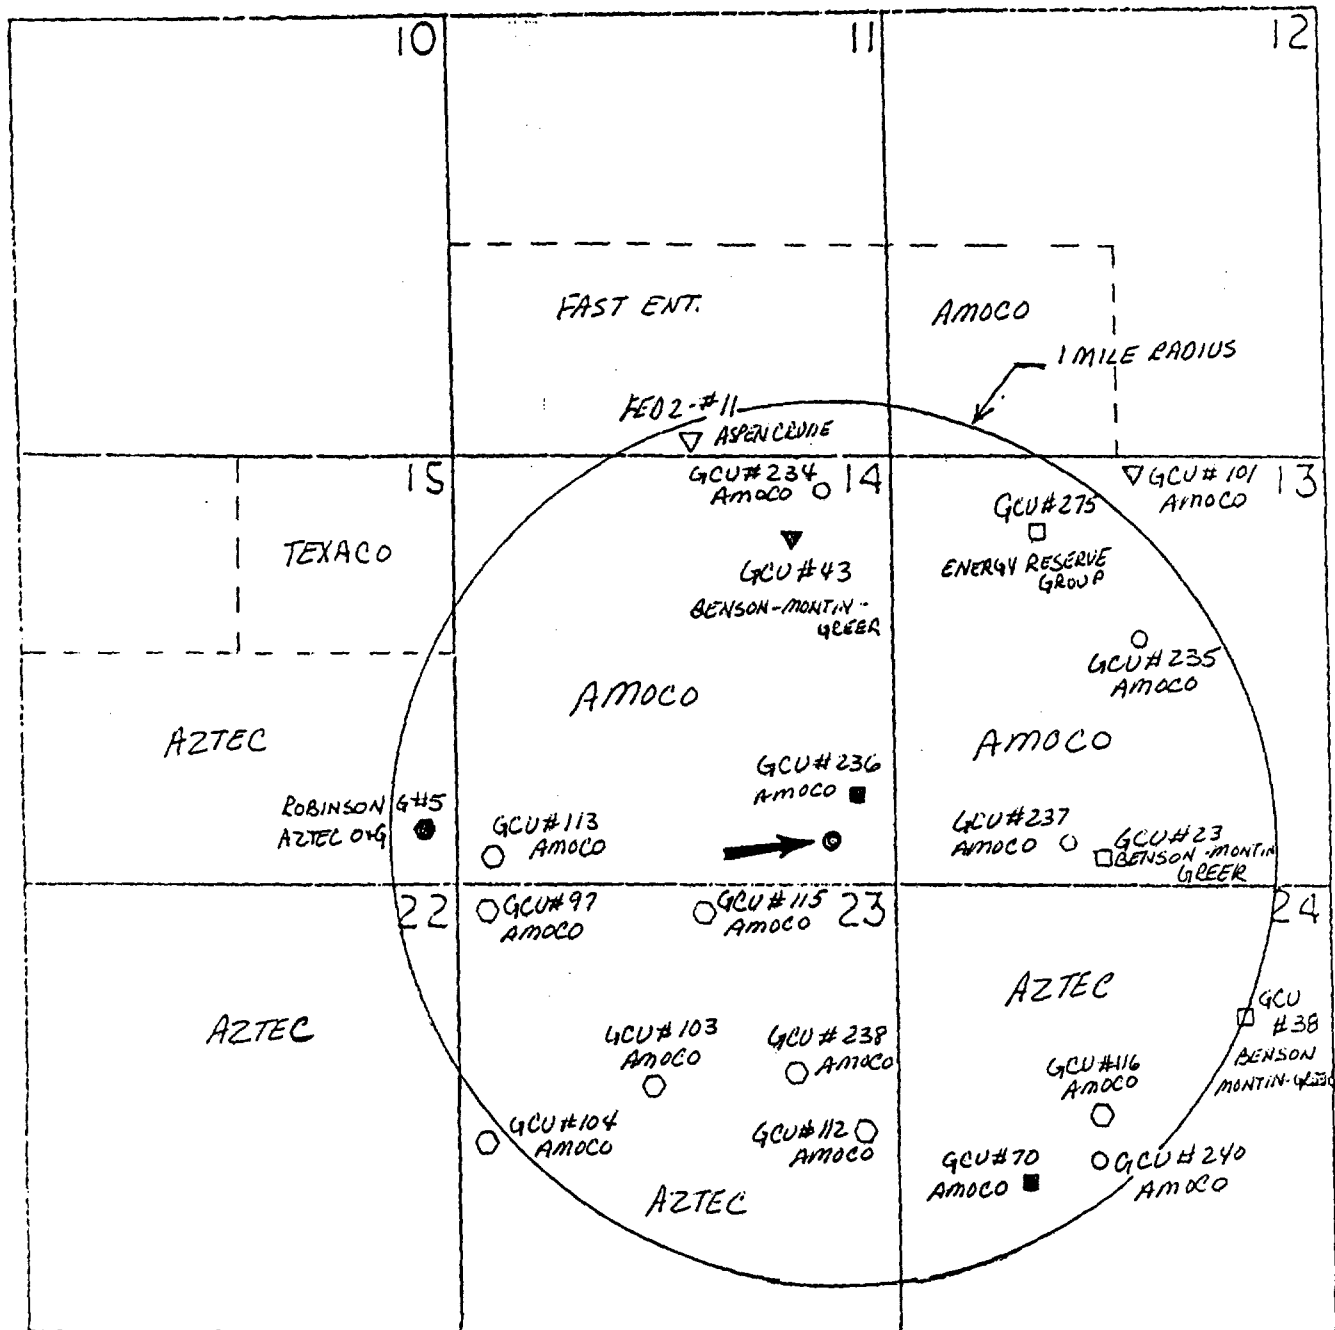 10
11
12
FAST ENT.
AMOCO
1 MILE RADIUS
FED 2-#11
ASPEN CRUDE
15
GCU#234
AMOCO
14
GCU#101
AMOCO
13
TEXACO
GCU#43
BENSON-MONTIN-
GREER
GCU#275
ENERGY RESERVE
GROUP
GCU#235
AMOCO
AMOCO
AZTEC
AMOCO
GCU#236
AMOCO
ROBINSON G#5
AZTEC O&G
GCU#113
AMOCO
GCU#237
AMOCO
GCU#23
BENSON-MONTIN
GREER
22
GCU#97
AMOCO
GCU#115
AMOCO
23
24
AZTEC
AZTEC
GCU
#38
BENSON
GCU#103
AMOCO
GCU#238
AMOCO
GCU#116
AMOCO
GCU#104
AMOCO
GCU#112
AMOCO
GCU#70
AMOCO
GCU#240
AMOCO
AZTEC